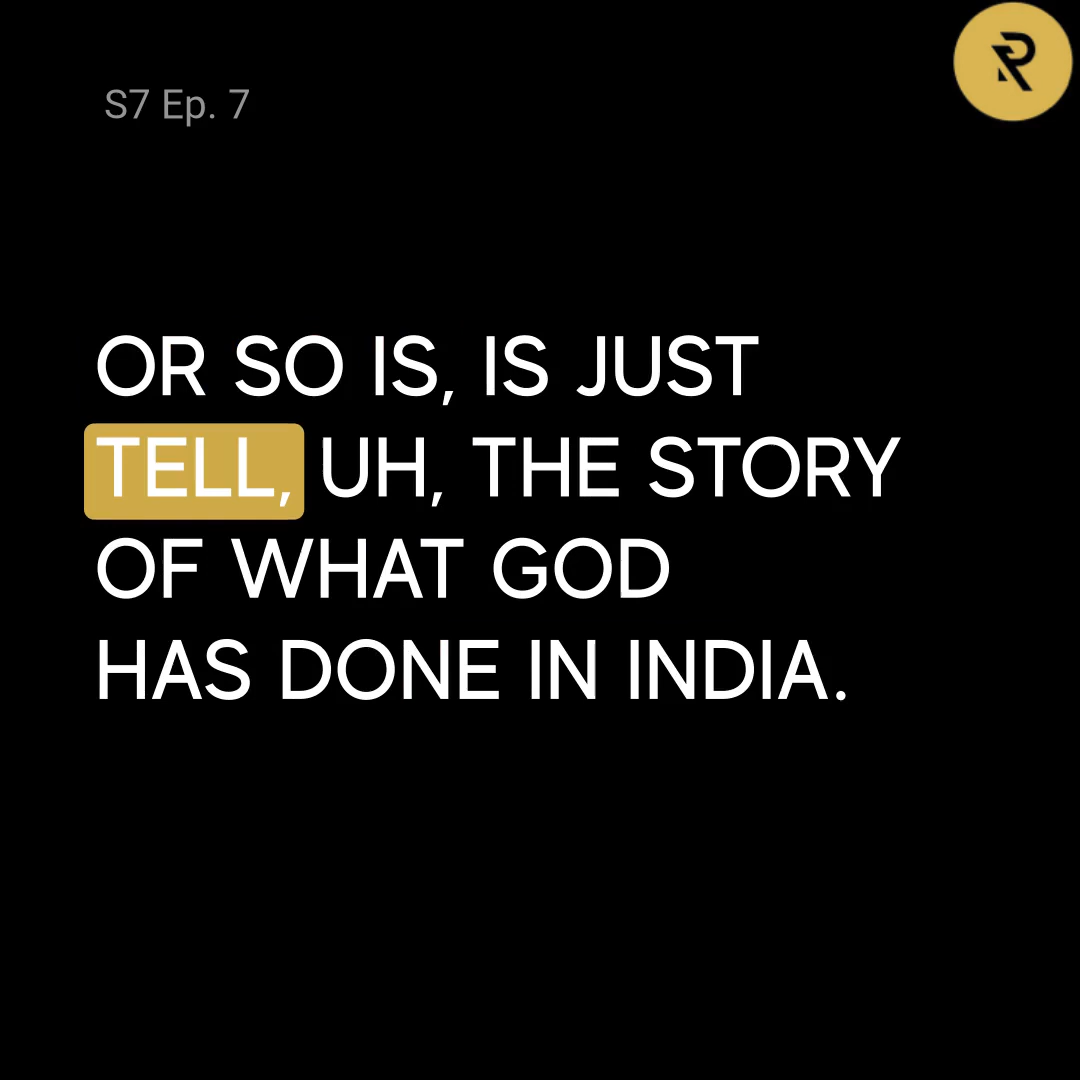 S7 Ep. 7
OR SO IS, IS JUST
TELL, UH, THE STORY
OF WHAT GOD
HAS DONE IN INDIA.